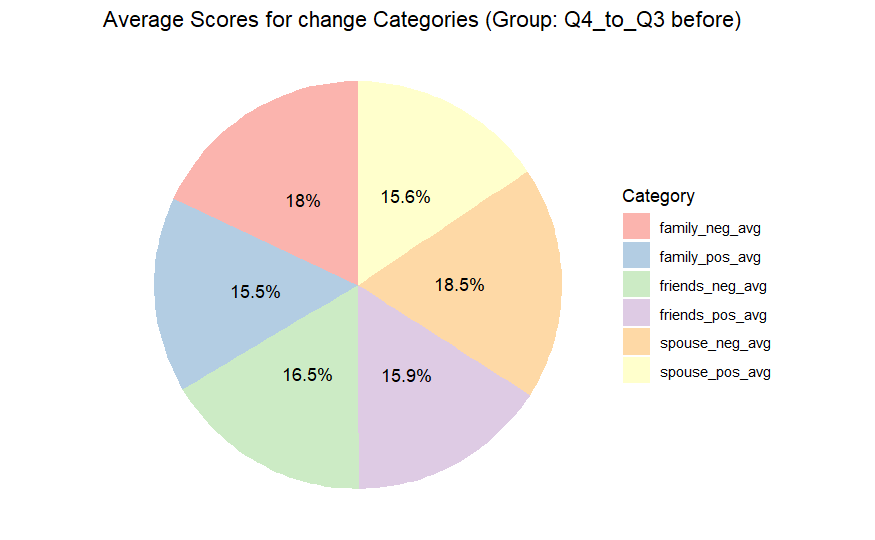 Average Scores for change Categories (Group: Q4_to_Q3 before)
18%
15.6%
15.5%
18.5%
16.5%
15.9%
Category
family_neg_avg
family_pos_avg
friends_neg_avg
friends_pos_avg
spouse_neg_avg
spouse_pos_avg